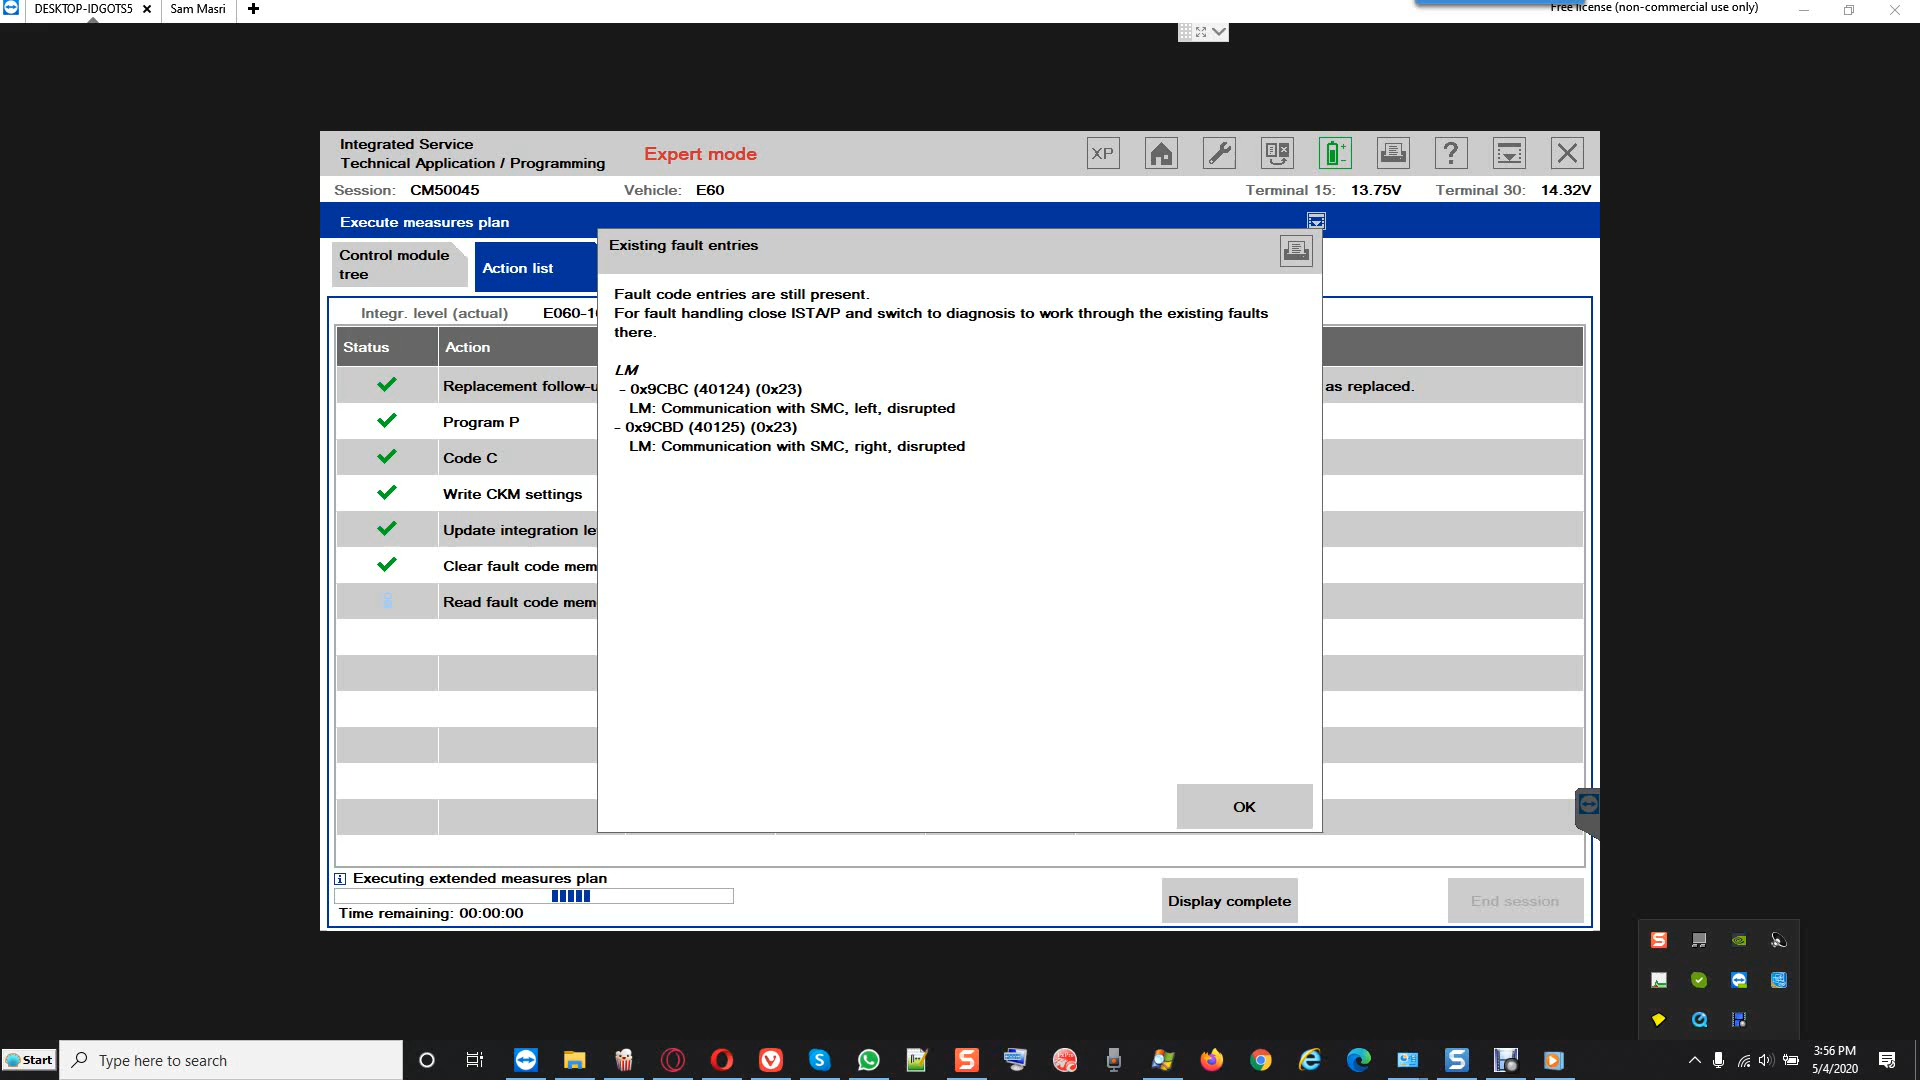 DESKTOP-IDGOTS5
Sam Masri
Free license (non-commercial use only)
Integrated Service
Technical Application / Programming
Expert mode
XP
?
Session: CM50045
Vehicle: E60
Terminal 15: 13.75V
Terminal 30: 14.32V
Execute measures plan
Control module
tree
Action list
Existing fault entries
Integr. level (actual)
Status
Action
Replacement follow-u
as replaced.
Program P
Code C
Write CKM settings
Update integration le
Clear fault code mem
Read fault code mem
Fault code entries are still present.
For fault handling close ISTA/P and switch to diagnosis to work through the existing faults
there.
LM
- 0x9CBC (40124) (0x23)
LM: Communication with SMC, left, disrupted
- 0x9CBD (40125) (0x23)
LM: Communication with SMC, right, disrupted
OK
Executing extended measures plan
Time remaining: 00:00:00
Display complete
End session
Start
Type here to search
3:56 PM
5/4/2020